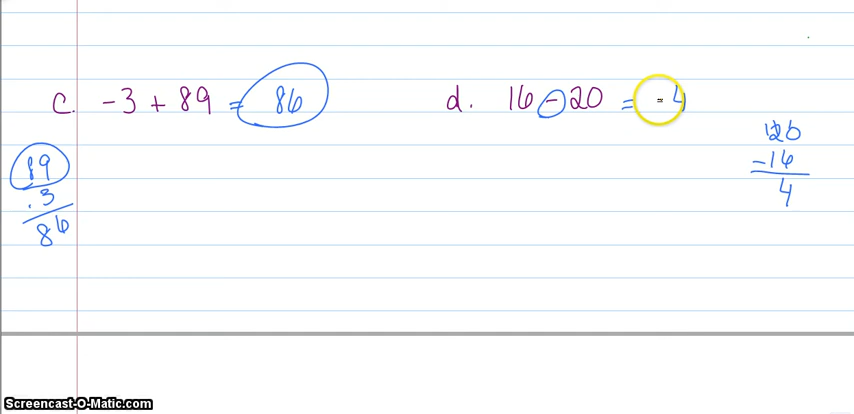 c. -3 + 89 = 86
89
- 3
86
d. 16 - 20 = -4
20
- 16
4
Screencast-O-Matic.com